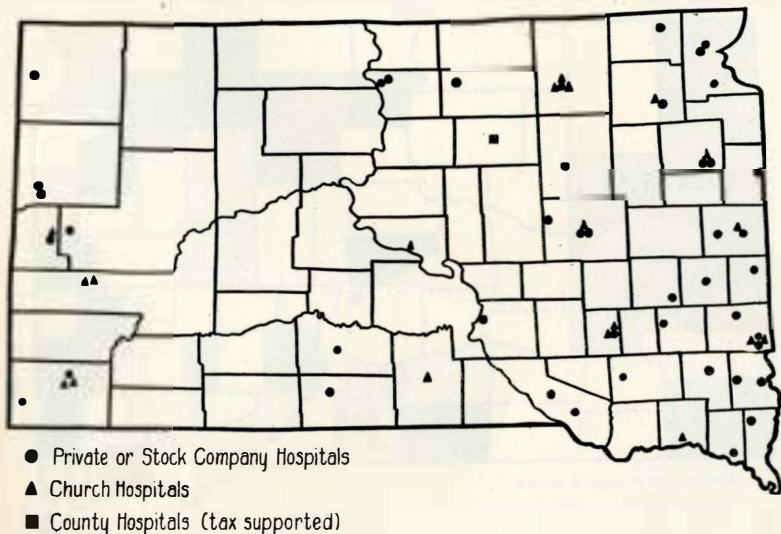 Private or Stock Company Hospitals
Church Hospitals
County Hospitals (tax supported)